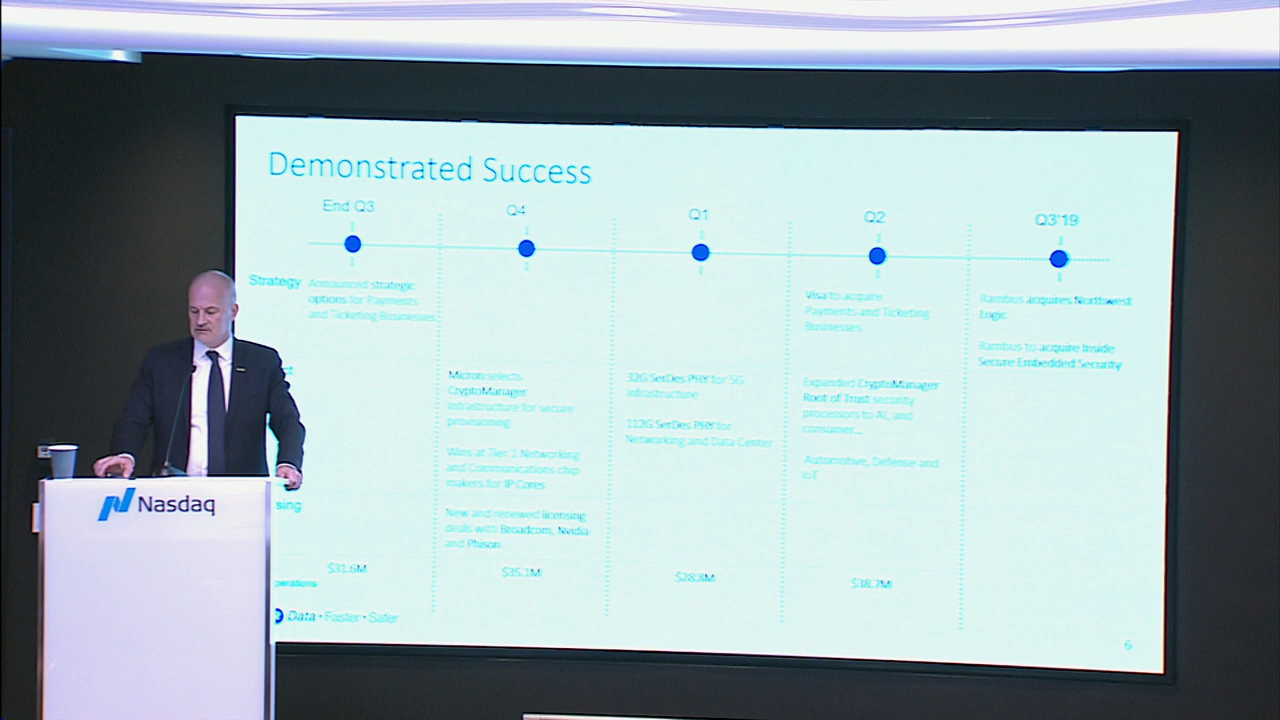 Demonstrated Success
End Q3
Q4
Q1
Q2
Q3'19
Strategy
Announced strategic
options for Payments
and Ticketing Businesses
Visa to acquire
Payments and Ticketing
Businesses
Rambus acquires Northwest
Logic
Rambus to acquire Inside
Secure Embedded Security
Micron selects
CryptoManager
Infrastructure for secure
provisioning
Wins at Tier 1 Networking
and Communications chip
makers for IP Cores
32G SerDes PHY for 5G
Infrastructure
112G SerDes PHY for
Networking and Data Center
Expanded CryptoManager
Root of Trust security
processors to AI, and
consumer...
Automotive, Defense and
IoT
sing
New and renewed licensing
deals with Broadcom, Nvidia
and Phison
perations
$31.6M
$35.1M
$28.8M
$38.7M
Data • Faster • Safer
6
Nasdaq